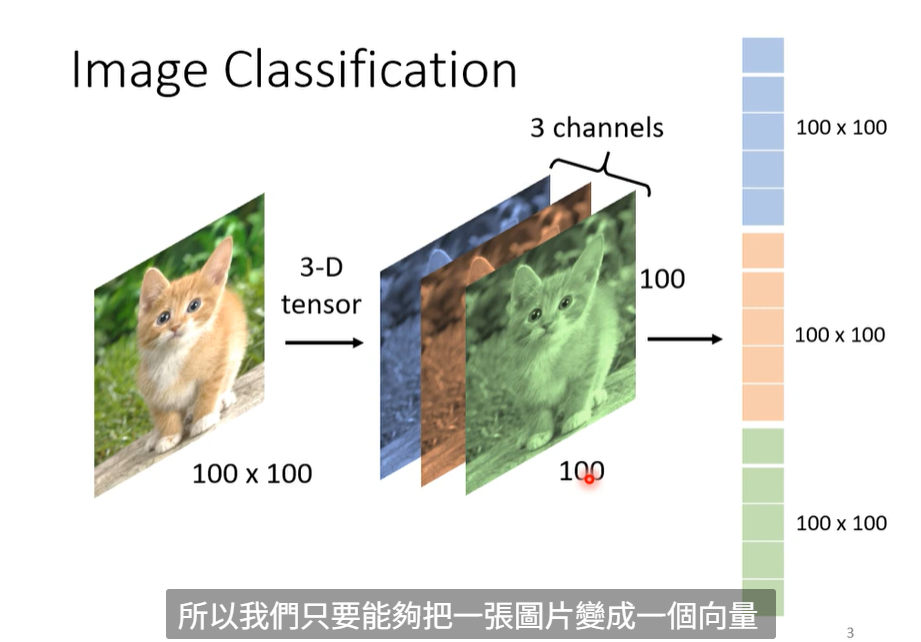 Image Classification
3 channels
100 x 100
3-D
tensor
100
100 x 100
100 x 100
100
100 x 100
所以我們只要能夠把一張圖片變成一個向量
3